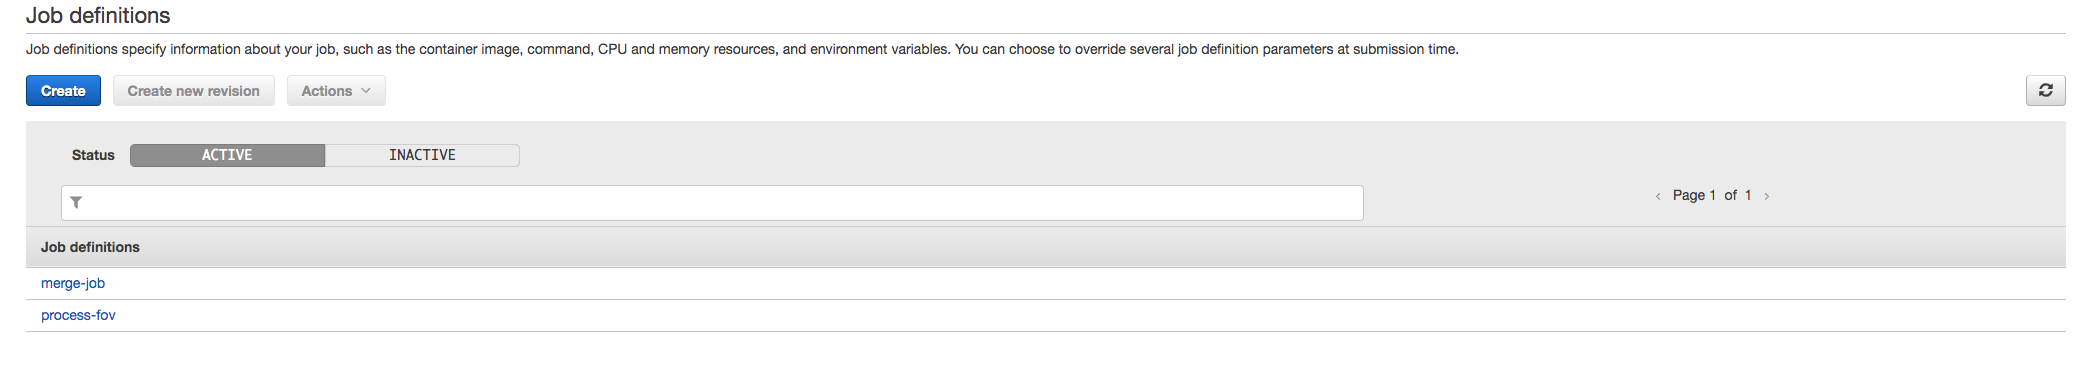 Job definitions
Job definitions specify information about your job, such as the container image, command, CPU and memory resources, and environment variables. You can choose to override several job definition parameters at submission time.
Create Create new revision Actions
Status ACTIVE INACTIVE
Page 1 of 1
Job definitions
merge-job
process-fov